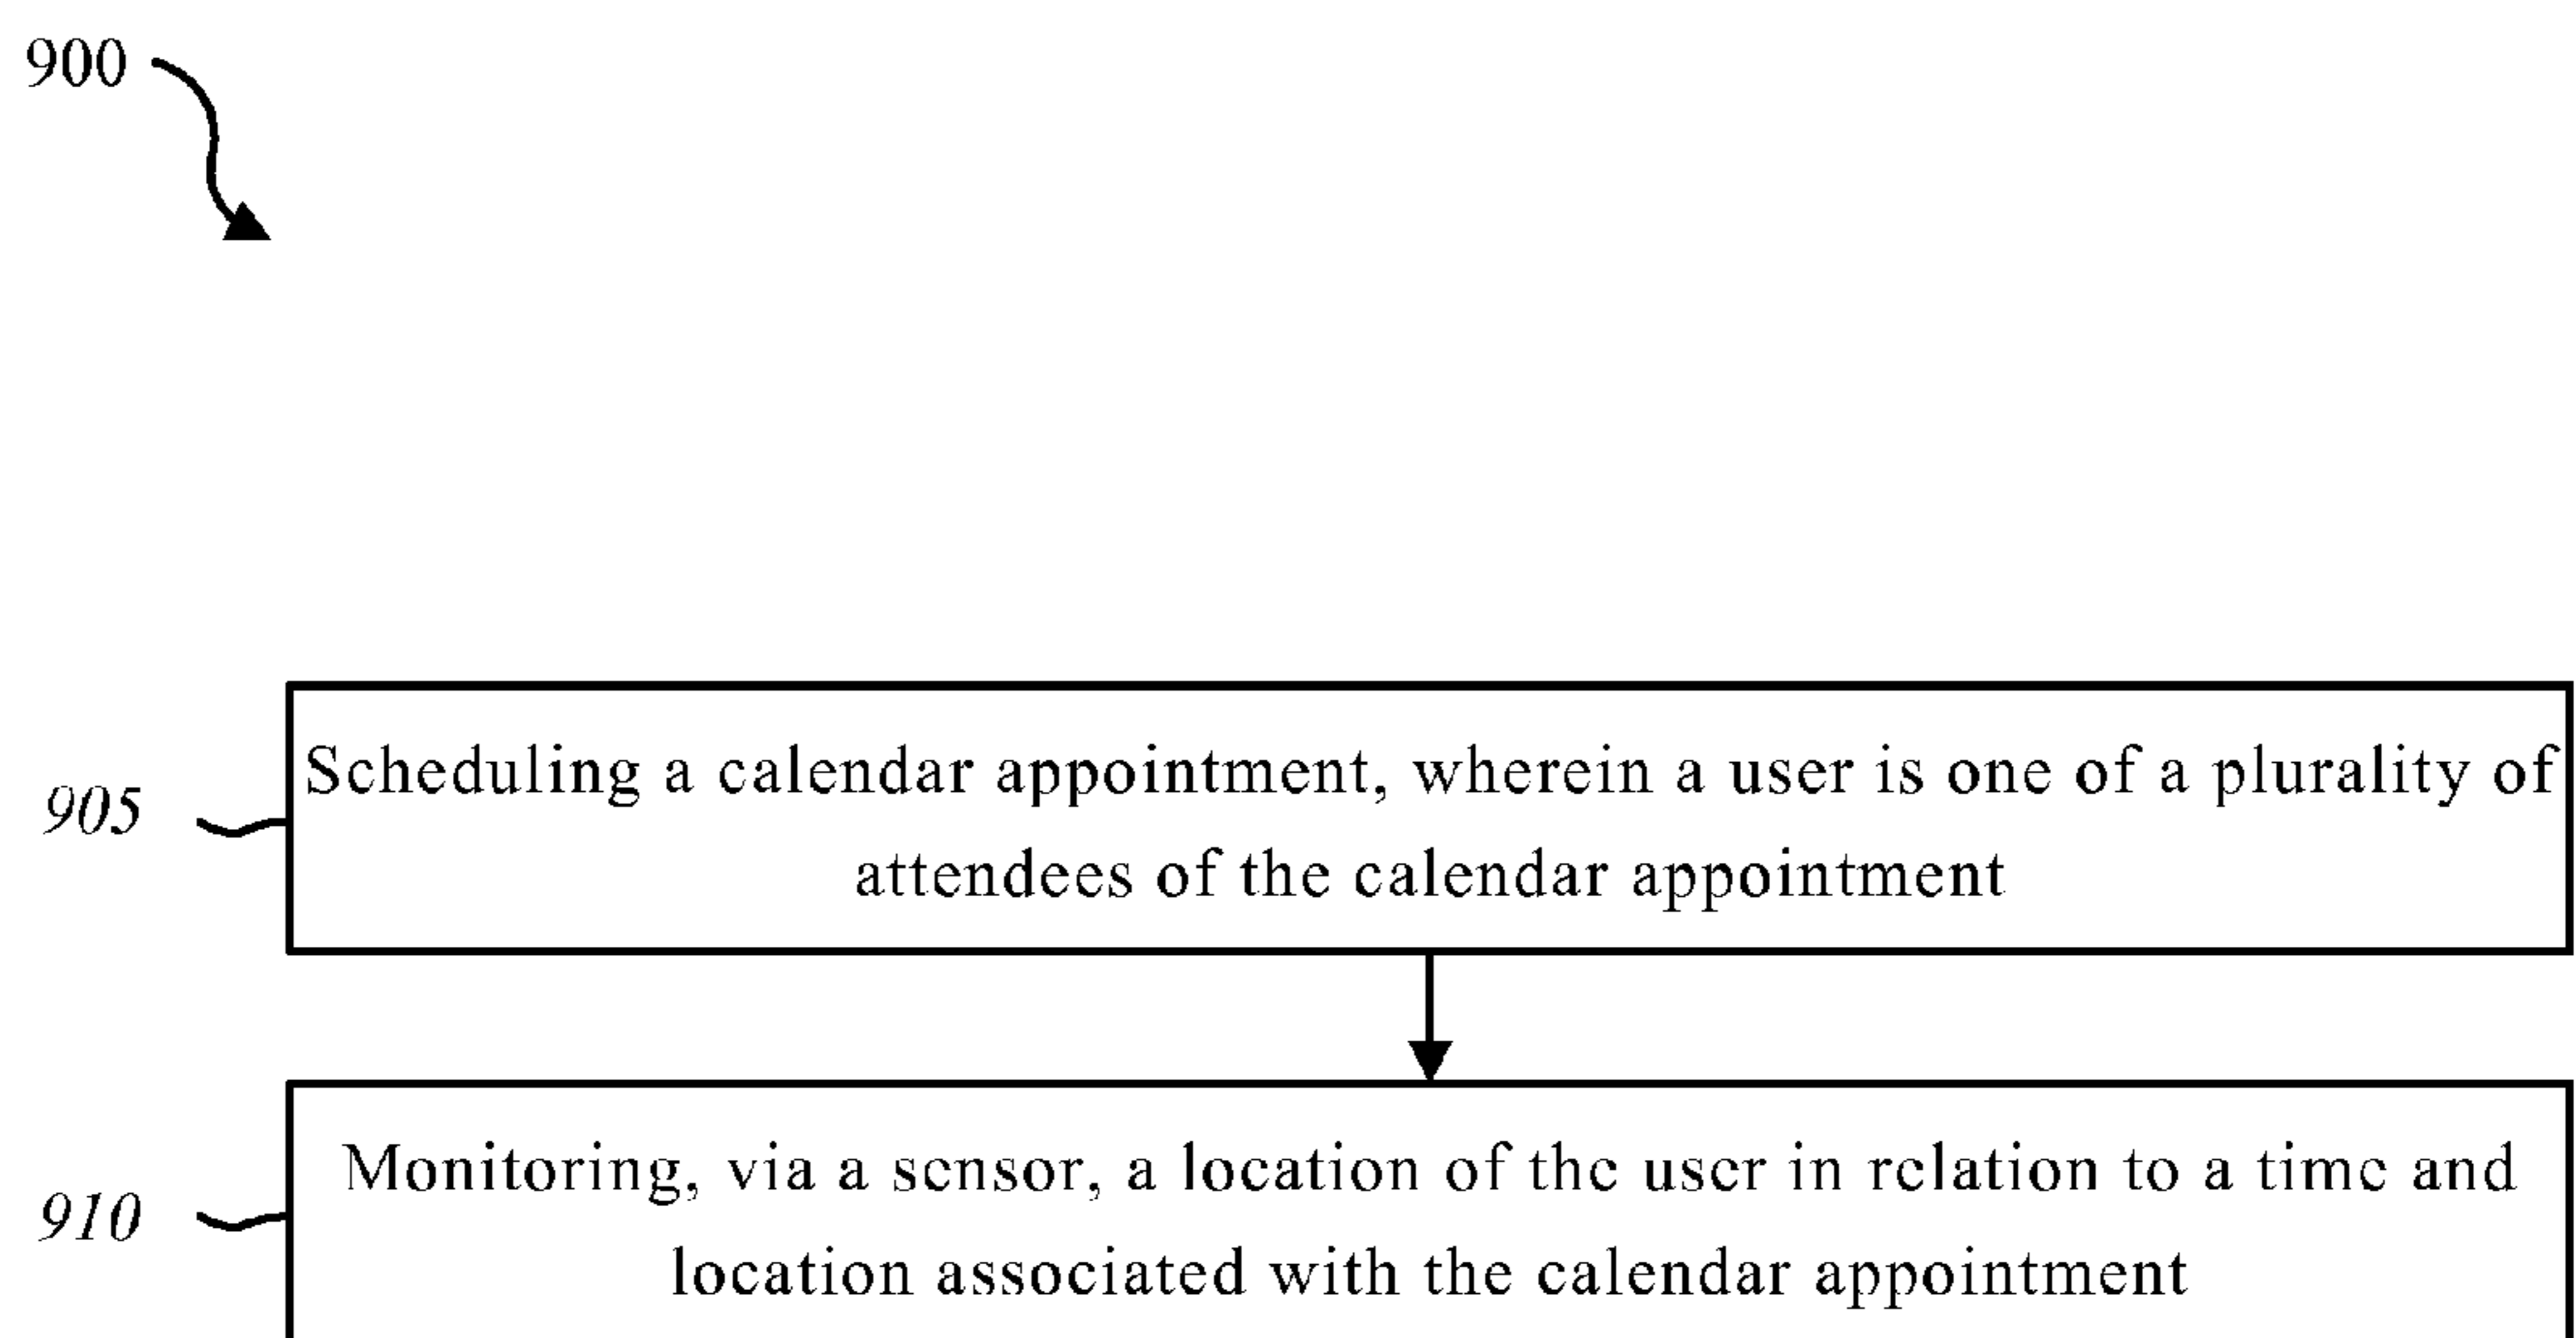 900
905
Scheduling a calendar appointment, wherein a user is one of a plurality of
attendees of the calendar appointment
910
Monitoring, via a sensor, a location of the user in relation to a time and
location associated with the calendar appointment